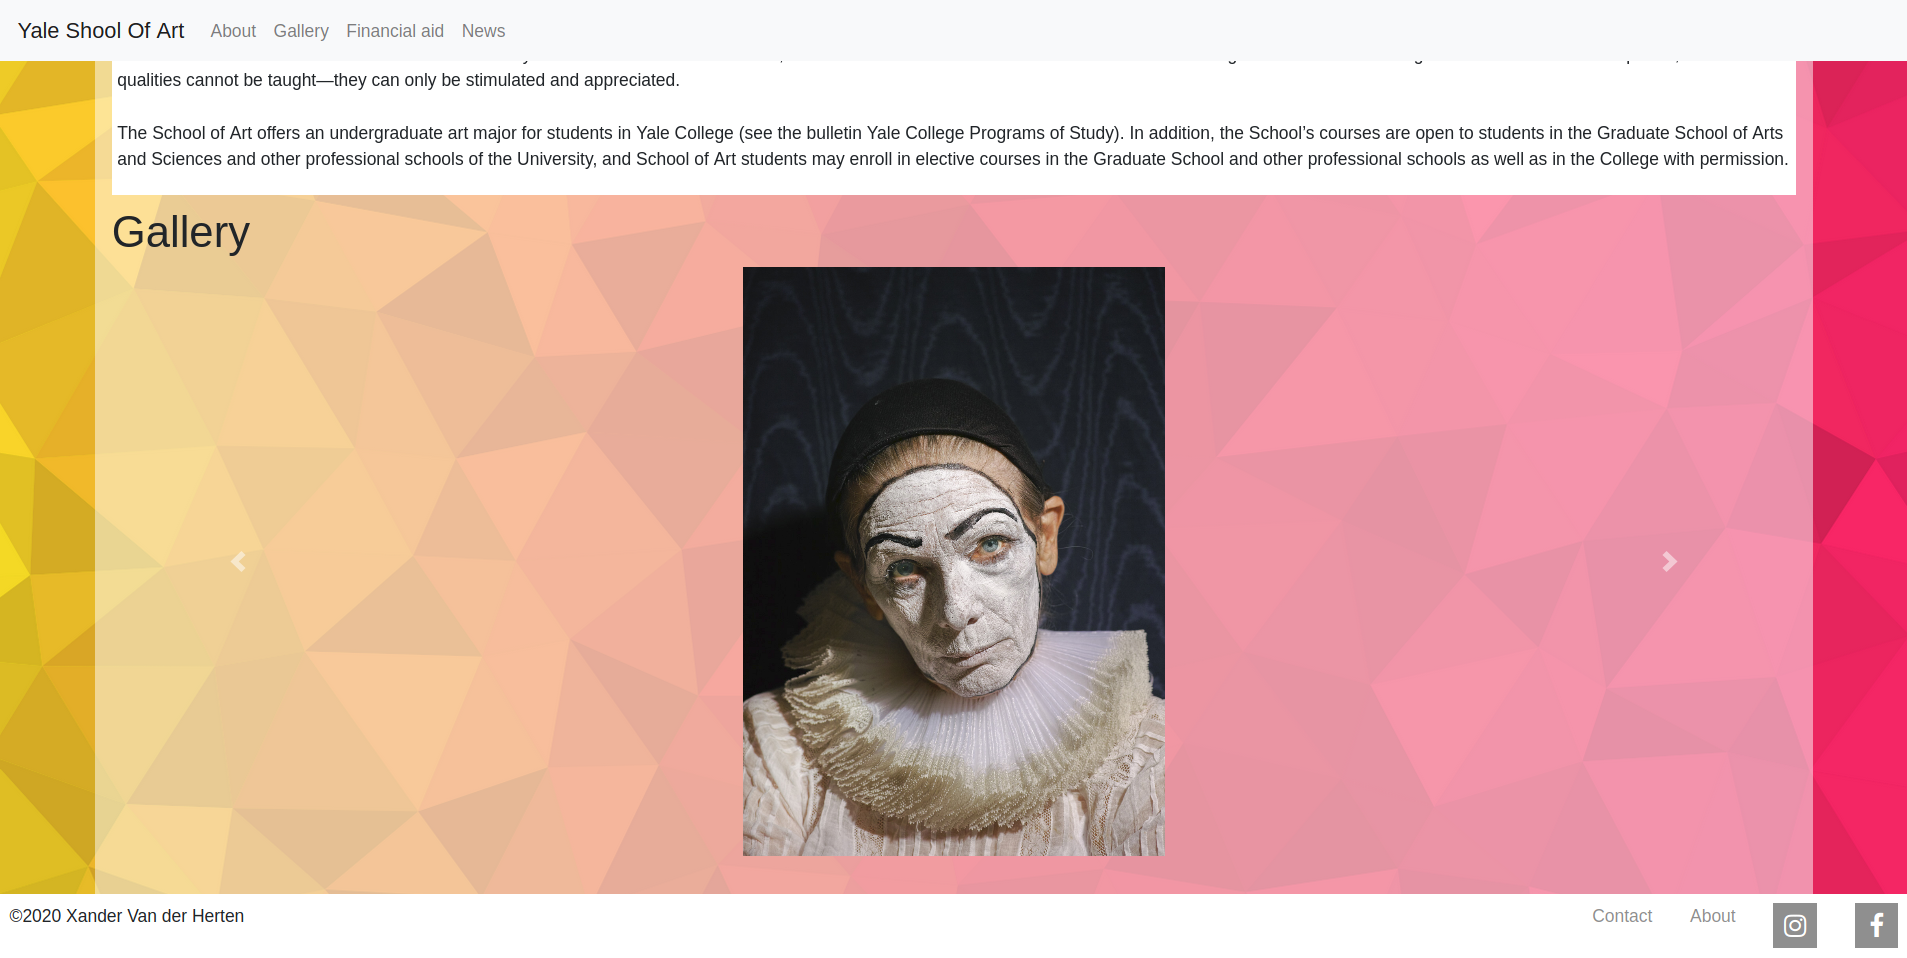 Yale Shool Of Art
About
Gallery
Financial aid
News
qualities cannot be taught—they can only be stimulated and appreciated.
The School of Art offers an undergraduate art major for students in Yale College (see the bulletin Yale College Programs of Study). In addition, the School’s courses are open to students in the Graduate School of Arts
and Sciences and other professional schools of the University, and School of Art students may enroll in elective courses in the Graduate School and other professional schools as well as in the College with permission.
Gallery
©2020 Xander Van der Herten
Contact
About